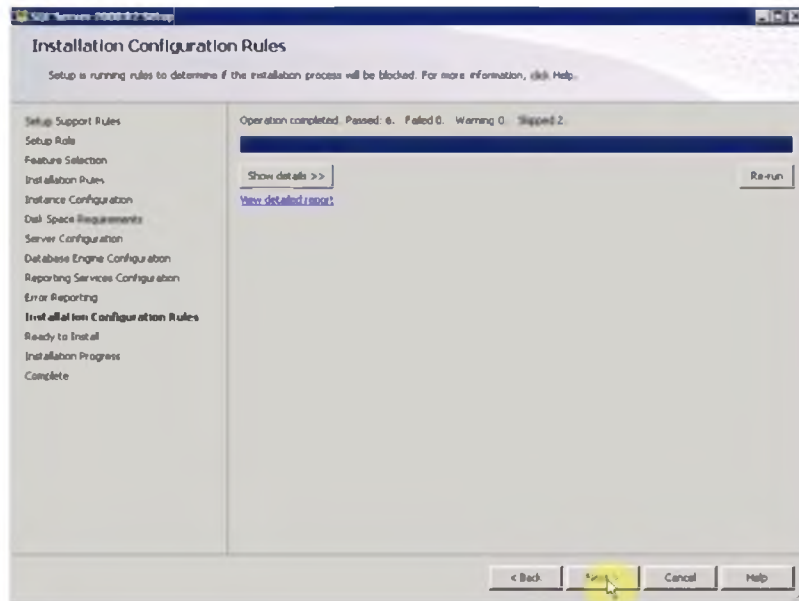 SQL Server 2008 R2 Setup
Installation Configuration Rules
Setup is running rules to determine if the installation process will be blocked. For more information, click Help.
Setup Support Rules
Setup Role
Feature Selection
Installation Rules
Instance Configuration
Disk Space Requirements
Server Configuration
Database Engine Configuration
Reporting Services Configuration
Error Reporting
Installation Configuration Rules
Ready to Install
Installation Progress
Complete
Operation completed. Passed: 6. Failed 0. Warning 0. Skipped 2.
Show details >>
Re-run
View detailed report
< Back
Next >
Cancel
Help